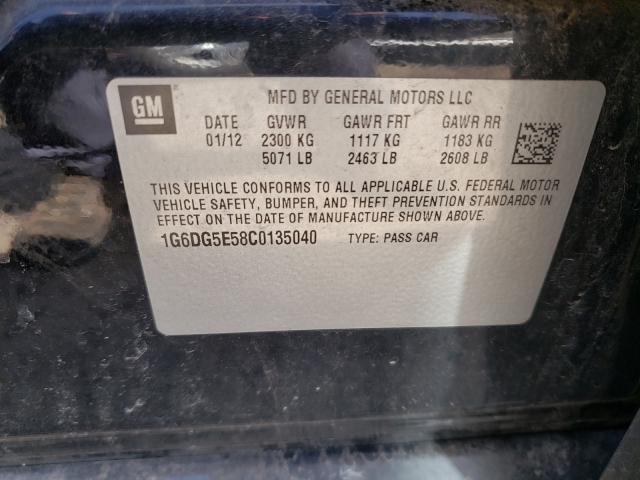 GM
MFD BY GENERAL MOTORS LLC
DATE GVWR GAWR FRT GAWR RR
01/12 2300 KG 1117 KG 1183 KG
5071 LB 2463 LB 2608 LB
THIS VEHICLE CONFORMS TO ALL APPLICABLE U.S. FEDERAL MOTOR
VEHICLE SAFETY, BUMPER, AND THEFT PREVENTION STANDARDS
IN EFFECT ON THE DATE OF MANUFACTURE SHOWN ABOVE.
1G6DG5E58C0135040 TYPE: PASS CAR